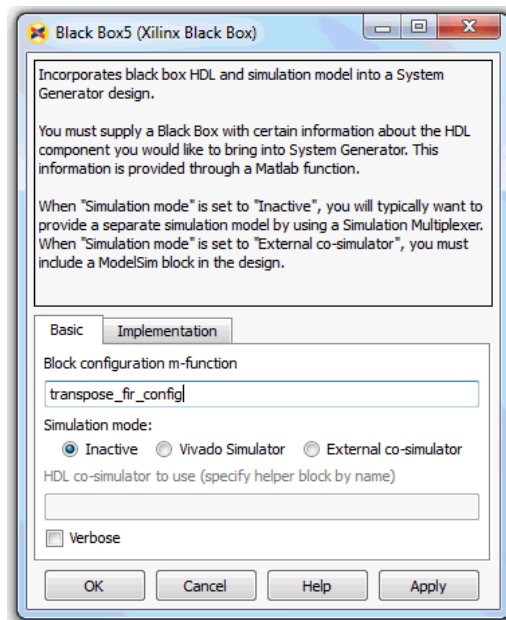 Black Box5 (Xilinx Black Box)
Incorporates black box HDL and simulation model into a System
Generator design.
You must supply a Black Box with certain information about the HDL
component you would like to bring into System Generator. This
information is provided through a Matlab function.
When "Simulation mode" is set to "Inactive", you will typically want to
provide a separate simulation model by using a Simulation Multiplexer.
When "Simulation mode" is set to "External co-simulator", you must
include a ModelSim block in the design.
Basic Implementation
Block configuration m-function
transpose_fir_config
Simulation mode:
Inactive Vivado Simulator External co-simulator
HDL co-simulator to use (specify helper block by name)
Verbose
OK Cancel Help Apply